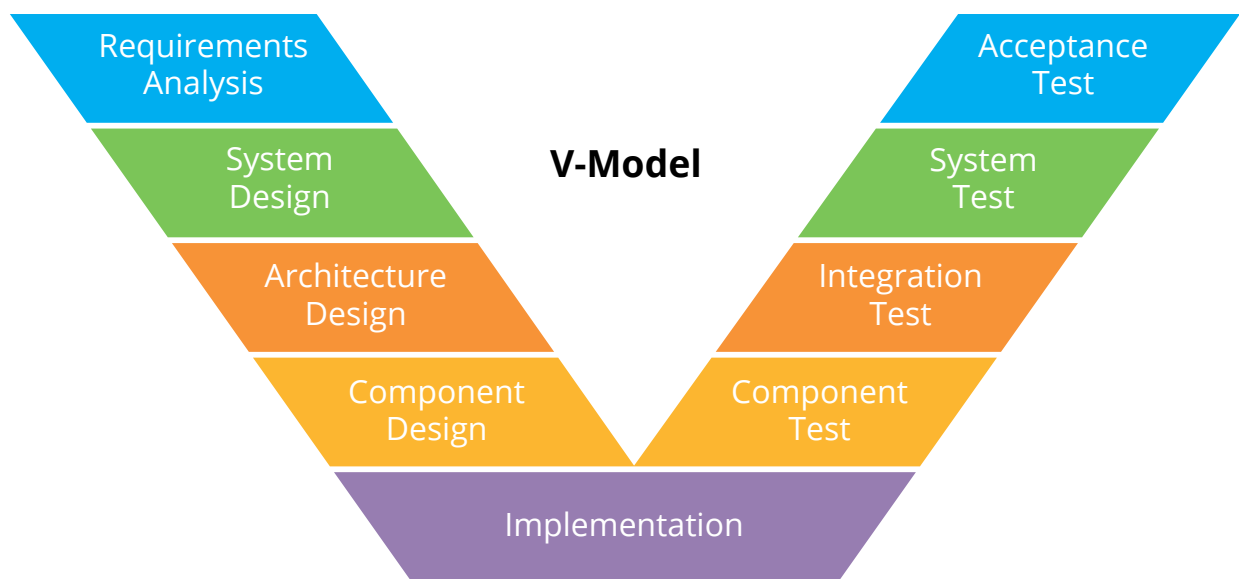 Requirements
Analysis
Acceptance
Test
V-Model
System
Design
System
Test
Architecture
Design
Integration
Test
Component
Design
Component
Test
Implementation